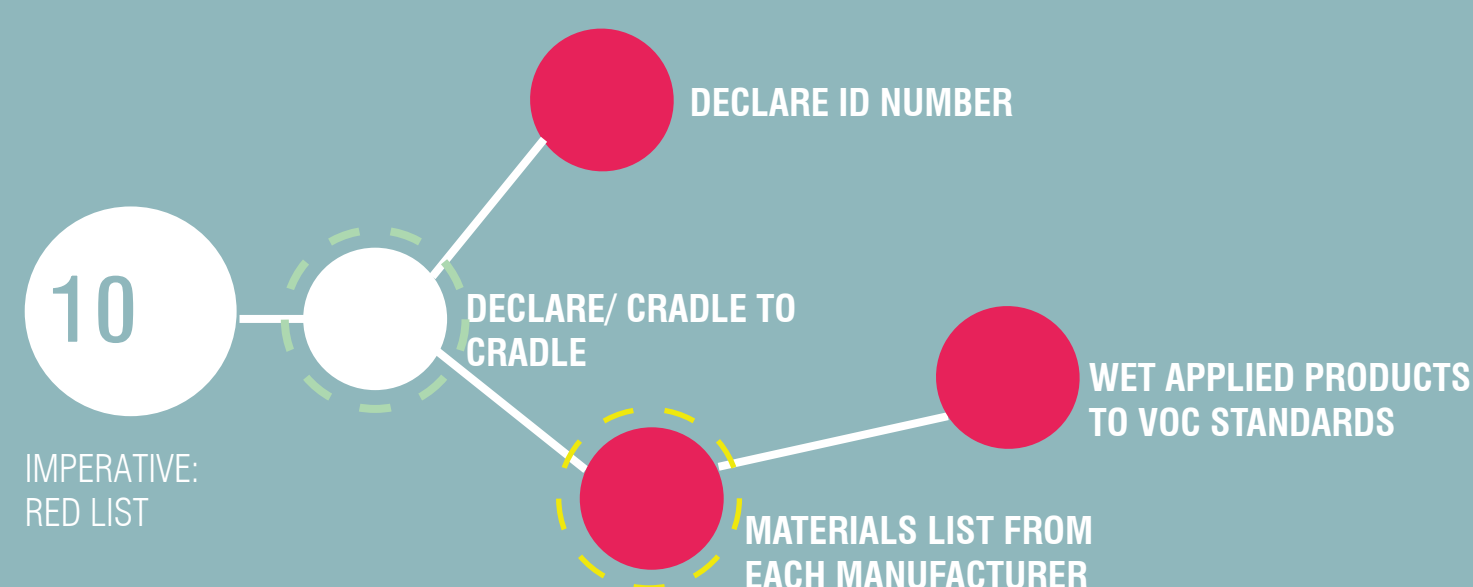 DECLARE ID NUMBER
10
DECLARE/ CRADLE TO
CRADLE
WET APPLIED PRODUCTS
TO VOC STANDARDS
IMPERATIVE:
RED LIST
MATERIALS LIST FROM
EACH MANUFACTURER